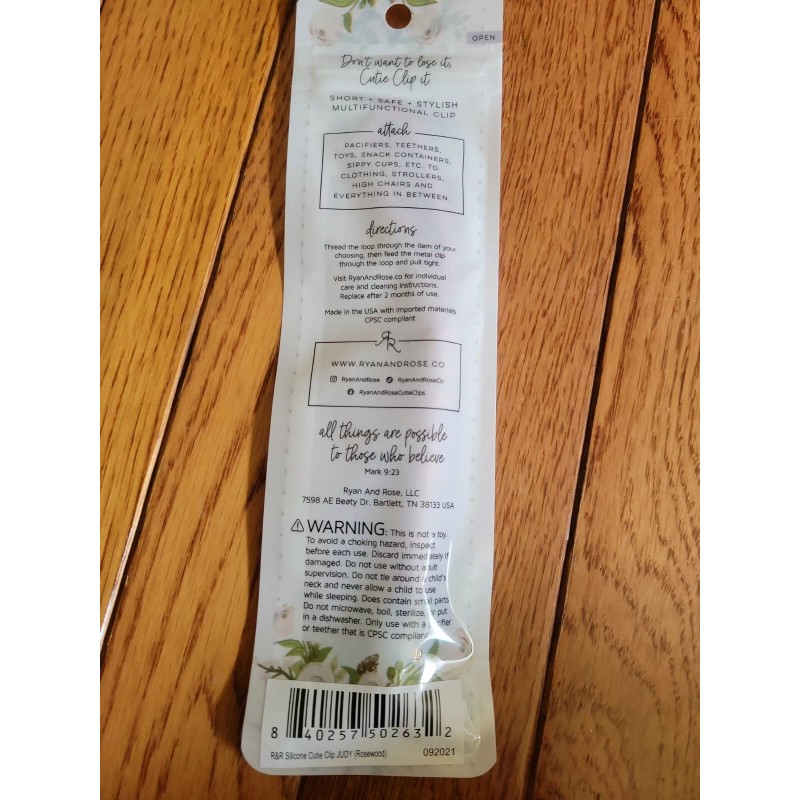 OPEN
Don't want to lose it,
Cutie Clip it
SHORT • SAFE • STYLISH
MULTIFUNCTIONAL CLIP
attach
PACIFIERS, TEETHERS,
TOYS, SNACK CONTAINERS,
SIPPY CUPS, ETC. TO
CLOTHING, STROLLERS,
HIGH CHAIRS AND
EVERYTHING IN BETWEEN.
directions
Thread the loop through the item of your
choosing, then feed the metal clip
through the loop and pull tight.
Visit RyanAndRose.co for individual
care and cleaning instructions.
Replace after 2 months of use.
Made in the USA with imported materials
CPSC compliant
RR
WWW.RYANANDROSE.CO
RyanAndRose RyanAndRoseCo
RyanAndRoseCutieClips
all things are possible
to those who believe
Mark 9:23
Ryan And Rose, LLC
7598 AE Beaty Dr. Bartlett, TN 38133 USA
WARNING: This is not a toy.
To avoid a choking hazard, inspect
before each use. Discard immediately if
damaged. Do not use without adult
supervision. Do not tie around a child's
neck and never allow a child to use
while sleeping. Does contain small parts.
Do not microwave, boil, sterilize, or put
in a dishwasher. Only use with a pacifier
or teether that is CPSC compliant.
8 40257 50263 2
R&R Silicone Cutie Clip JUDY (Rosewood) 092021